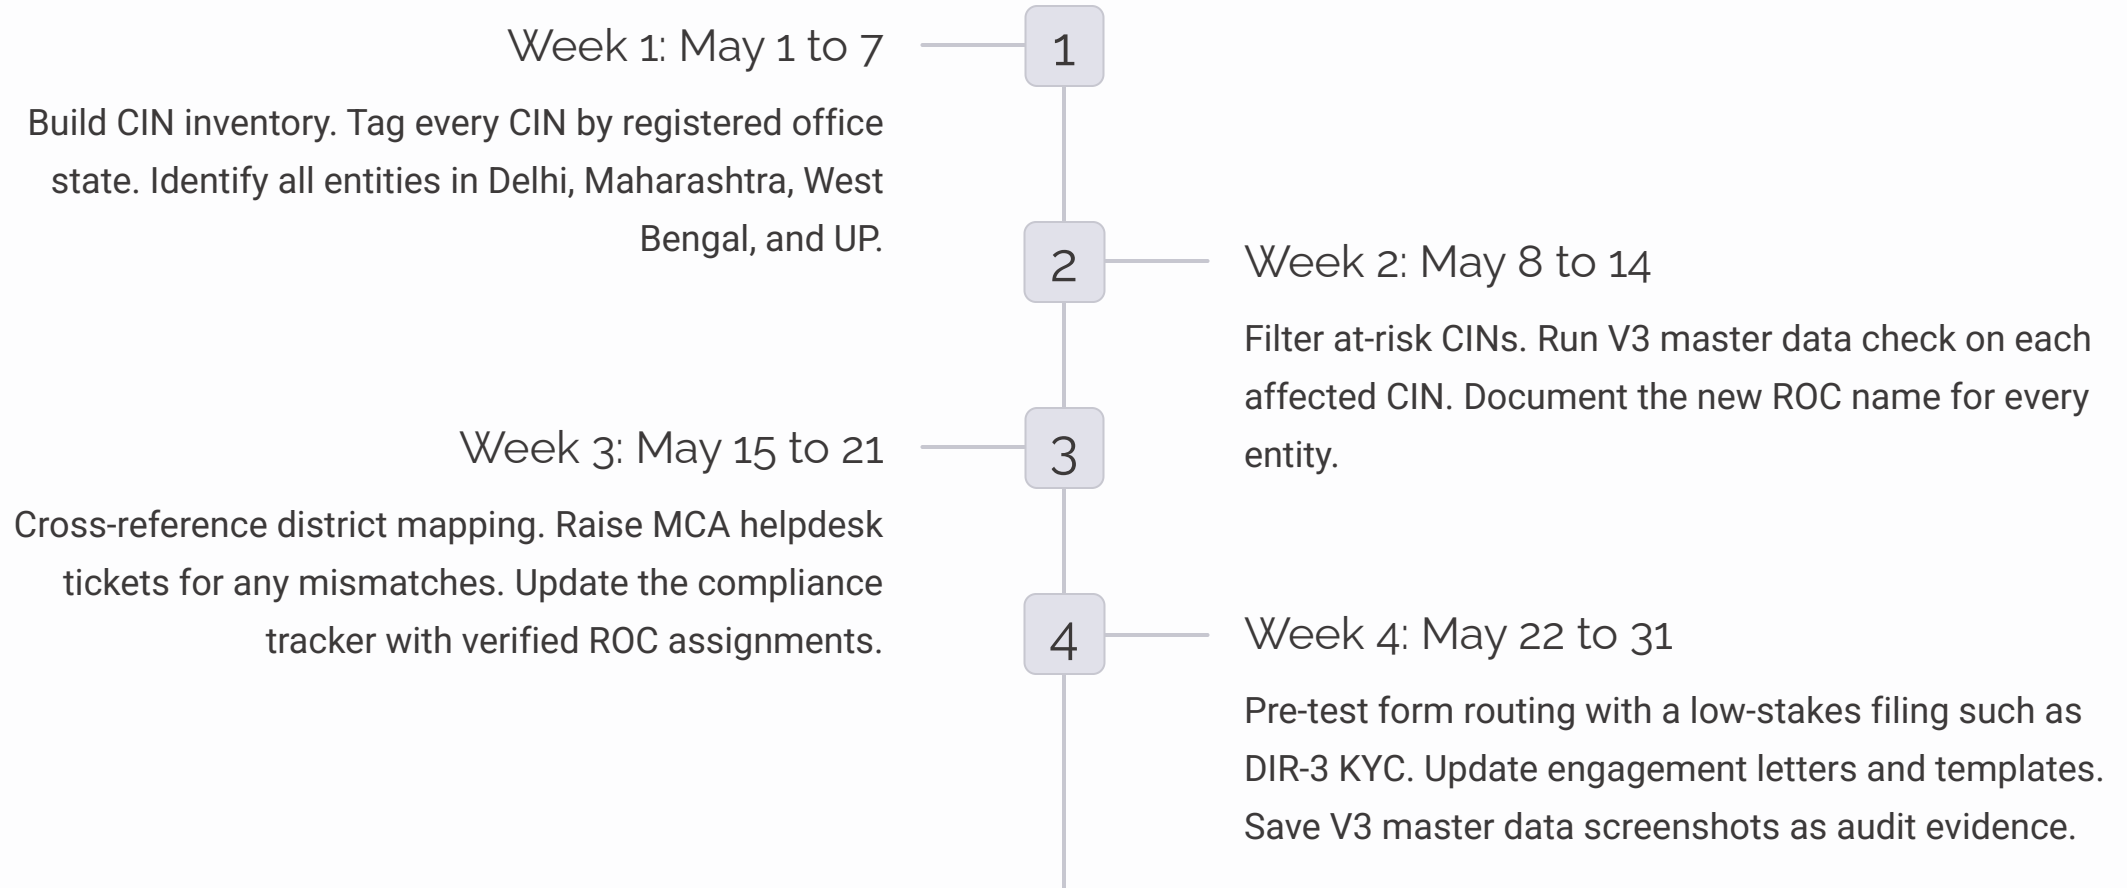 Week 1: May 1 to 7
1
Build CIN inventory. Tag every CIN by registered office
state. Identify all entities in Delhi, Maharashtra, West
Bengal, and UP.
2
Week 2: May 8 to 14
Filter at-risk CINs. Run V3 master data check on each
affected CIN. Document the new ROC name for every
entity.
Week 3: May 15 to 21
3
Cross-reference district mapping. Raise MCA helpdesk
tickets for any mismatches. Update the compliance
tracker with verified ROC assignments.
4
Week 4: May 22 to 31
Pre-test form routing with a low-stakes filing such as
DIR-3 KYC. Update engagement letters and templates.
Save V3 master data screenshots as audit evidence.